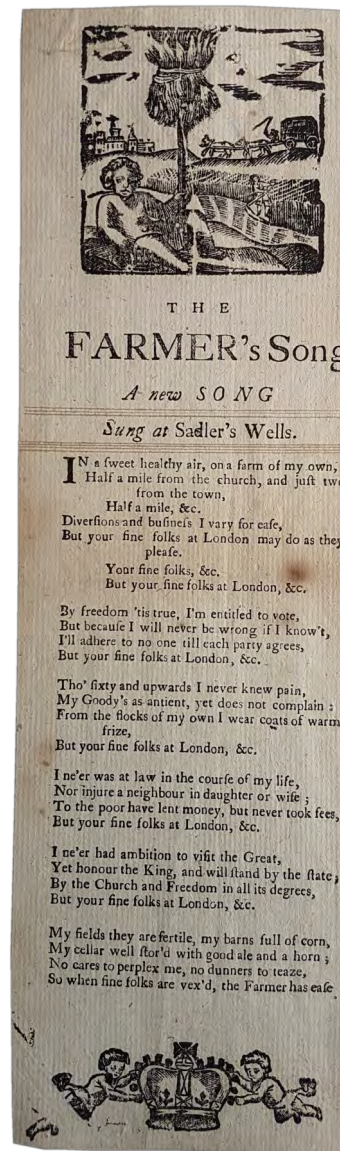 THE
FARMER's Song
A new SONG
Sung at Sadler's Wells.
IN a ſweet healthy air, on a farm of my own,
Half a mile from the church, and juſt two
from the town,
Half a mile, &c.
Diverſions and buſineſs I vary for eaſe,
But your fine folks at London may do as they
pleaſe.
Your fine folks, &c.
But your fine folks at London, &c.
By freedom 'tis true, I'm entitled to vote,
But becauſe I will never be wrong if I know't,
I'll adhere to no one till each party agrees,
But your fine folks at London, &c.
Tho' ſixty and upwards I never knew pain,
My Goody's as antient, yet does not complain ;
From the flocks of my own I wear coats of warm
frize,
But your fine folks at London, &c.
I ne'er was at law in the courſe of my life,
Nor injure a neighbour in daughter or wife ;
To the poor have lent money, but never took fees,
But your fine folks at London, &c.
I ne'er had ambition to viſit the Great,
Yet honour the King, and will ſtand by the ſtate ;
By the Church and Freedom in all its degrees,
But your fine folks at London, &c.
My fields they are fertile, my barns full of corn,
My cellar well ſtor'd with good ale and a horn ;
No cares to perplex me, no dunners to teaze,
So when fine folks are vex'd, the Farmer has eaſe